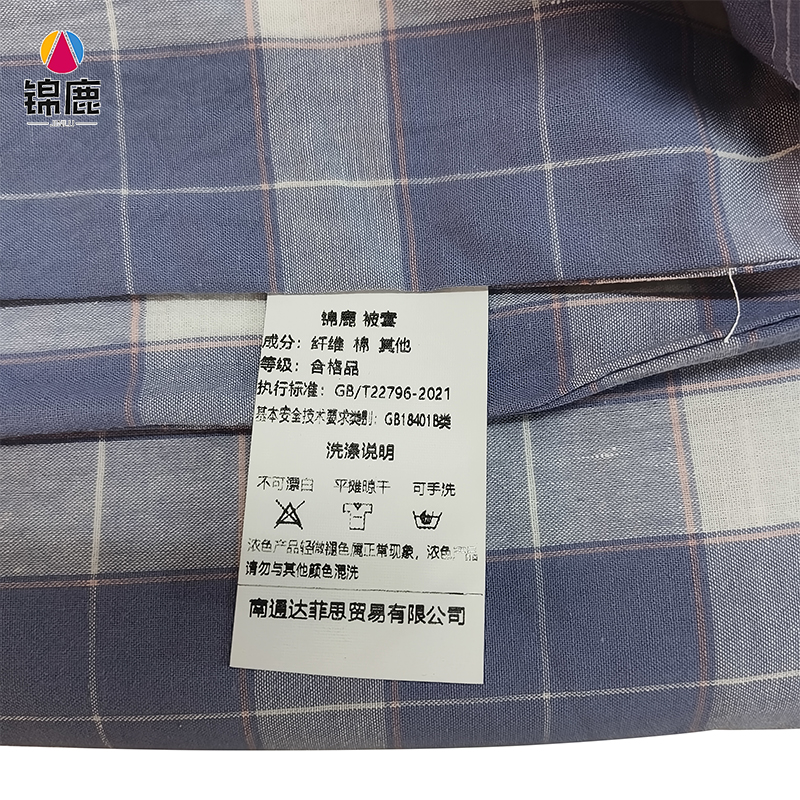 锦鹿
锦鹿 被套
成分：纤维 棉 其他
等级：合格品
执行标准：GB/T22796-2021
基本安全技术要求类别：GB18401B类
洗涤说明
不可漂白 平摊晾干 可手洗
浓色产品轻微褪色属正常现象，浓色产品
请勿与其他颜色混洗
南通达菲思贸易有限公司